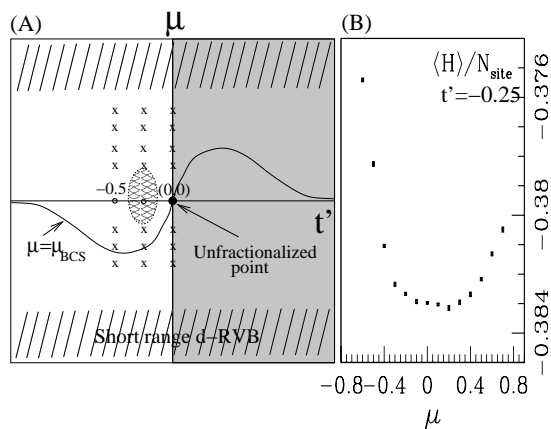 (A)
μ
(B)
⟨H⟩/N_site
t'=−0.25
x x x
x x x
x x x
−0.5
(0,0)
t'
μ=μ_BCS
x x x
x x x
x x x
Unfractionalized
point
Short range d−RVB
−0.376
−0.38
−0.384
−0.8
−0.4
0
0.4
0.8
μ